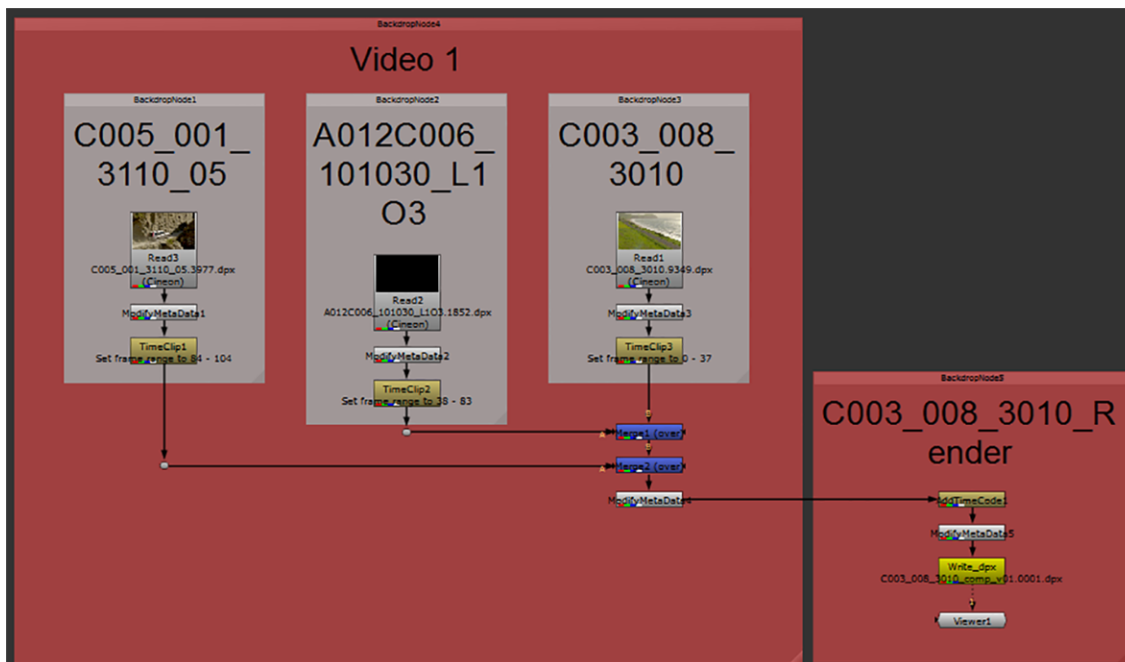 BackdropNode4
Video 1
BackdropNode1
C005_001_
3110_05
Read3
C005_001_3110_05.3977.dpx
(Cineon)
ModifyMetaData1
TimeClip1
Set frame range to 84 - 104
BackdropNode2
A012C006_
101030_L1
O3
Read2
A012C006_101030_L1O3.1852.dpx
(Cineon)
ModifyMetaData2
TimeClip2
Set frame range to 38 - 83
BackdropNode3
C003_008_
3010
Read1
C003_008_3010.9349.dpx
(Cineon)
ModifyMetaData3
TimeClip3
Set frame range to 0 - 37
B
A
Merge1 (over)
B
A
Merge2 (over)
ModifyMetaData4
BackdropNode5
C003_008_3010_R
ender
AddTimeCode1
ModifyMetaData5
Write_dpx
C003_008_3010_comp_v01.0001.dpx
Viewer1